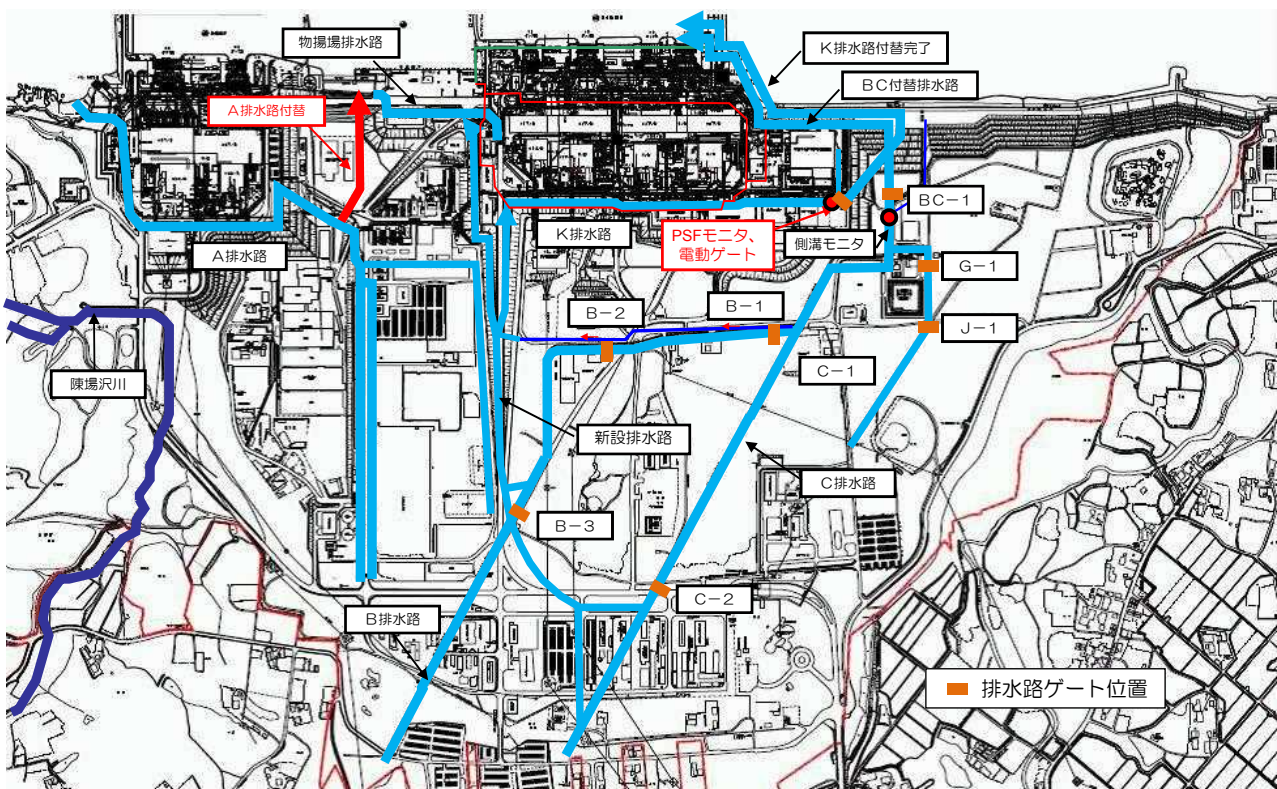 物揚場排水路
K排水路付替完了
BC付替排水路
A排水路付替
BC-1
K排水路
PSFモニタ、
電動ゲート
側溝モニタ
A排水路
G-1
B-1
B-2
J-1
陳場沢川
C-1
新設排水路
C排水路
B-3
C-2
B排水路
排水路ゲート位置